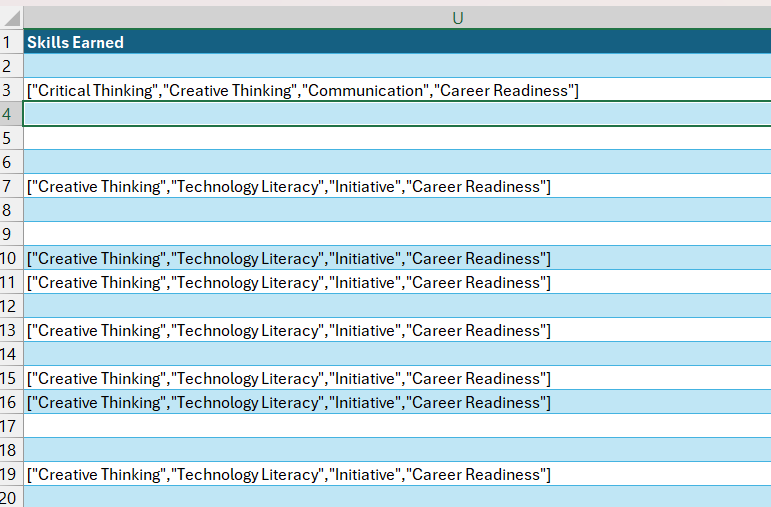 U
1 Skills Earned
2
3 ["Critical Thinking","Creative Thinking","Communication","Career Readiness"]
4
5
6
7 ["Creative Thinking","Technology Literacy","Initiative","Career Readiness"]
8
9
10 ["Creative Thinking","Technology Literacy","Initiative","Career Readiness"]
11 ["Creative Thinking","Technology Literacy","Initiative","Career Readiness"]
12
13 ["Creative Thinking","Technology Literacy","Initiative","Career Readiness"]
14
15 ["Creative Thinking","Technology Literacy","Initiative","Career Readiness"]
16 ["Creative Thinking","Technology Literacy","Initiative","Career Readiness"]
17
18
19 ["Creative Thinking","Technology Literacy","Initiative","Career Readiness"]
20